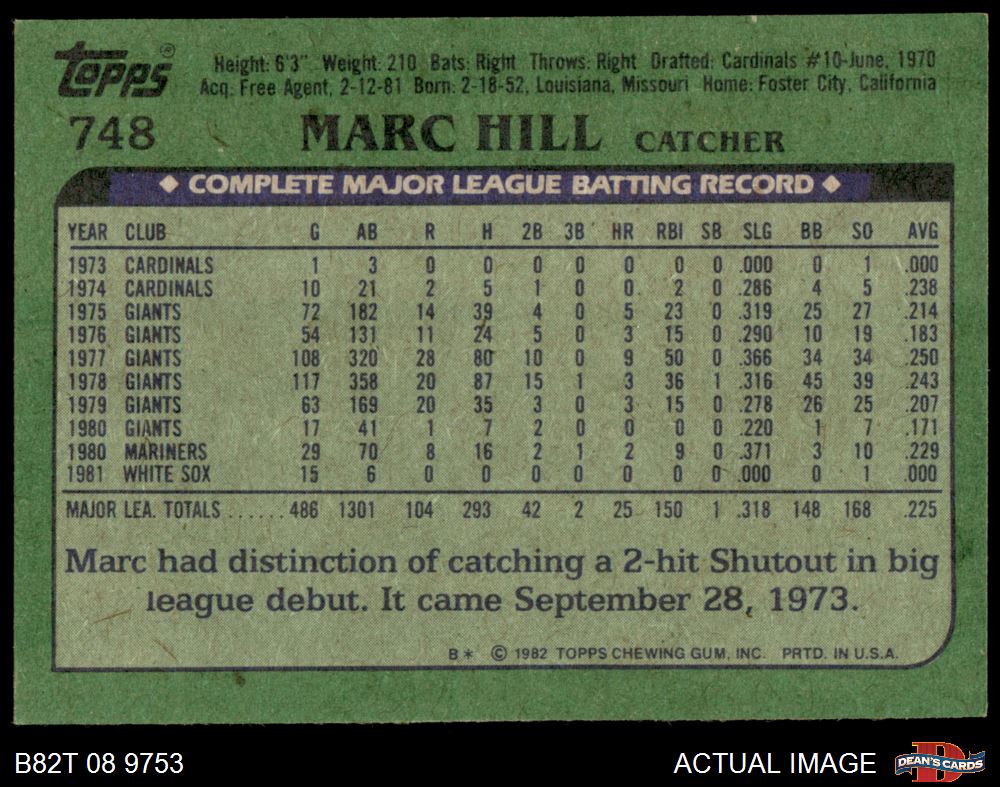 Topps®
Height: 6'3" Weight: 210 Bats: Right Throws: Right Drafted: Cardinals #10-June, 1970
Acq: Free Agent, 2-12-81 Born: 2-18-52, Louisiana, Missouri Home: Foster City, California
748 MARC HILL CATCHER
◆ COMPLETE MAJOR LEAGUE BATTING RECORD ◆
YEAR CLUB G AB R H 2B 3B HR RBI SB SLG BB SO AVG
1973 CARDINALS 1 3 0 0 0 0 0 0 0 .000 0 1 .000
1974 CARDINALS 10 21 2 5 1 0 0 2 0 .286 4 5 .238
1975 GIANTS 72 182 14 39 4 0 5 23 0 .319 25 27 .214
1976 GIANTS 54 131 11 24 5 0 3 15 0 .290 10 19 .183
1977 GIANTS 108 320 28 80 10 0 9 50 0 .366 34 34 .250
1978 GIANTS 117 358 20 87 15 1 3 36 1 .316 45 39 .243
1979 GIANTS 63 169 20 35 3 0 3 15 0 .278 26 25 .207
1980 GIANTS 17 41 1 7 2 0 0 0 0 .220 1 7 .171
1980 MARINERS 29 70 8 16 2 1 2 9 0 .371 3 10 .229
1981 WHITE SOX 15 6 0 0 0 0 0 0 0 .000 0 1 .000
MAJOR LEA. TOTALS ......486 1301 104 293 42 2 25 150 1 .318 148 168 .225
Marc had distinction of catching a 2-hit Shutout in big
league debut. It came September 28, 1973.
B* © 1982 TOPPS CHEWING GUM, INC. PRTD. IN U.S.A.
B82T 08 9753 ACTUAL IMAGE DEAN'S CARDS